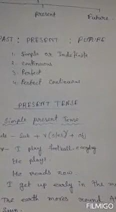 Present Future
PAST : PRESENT : FUTURE
1. Simple or Indefinite
2. Continuous
3. Perfect
4. Perfect Continuous
PRESENT TENSE
Simple present Tense
I play football
He plays
He reads now
I get up early in the
The earth moves round
FILMIGO